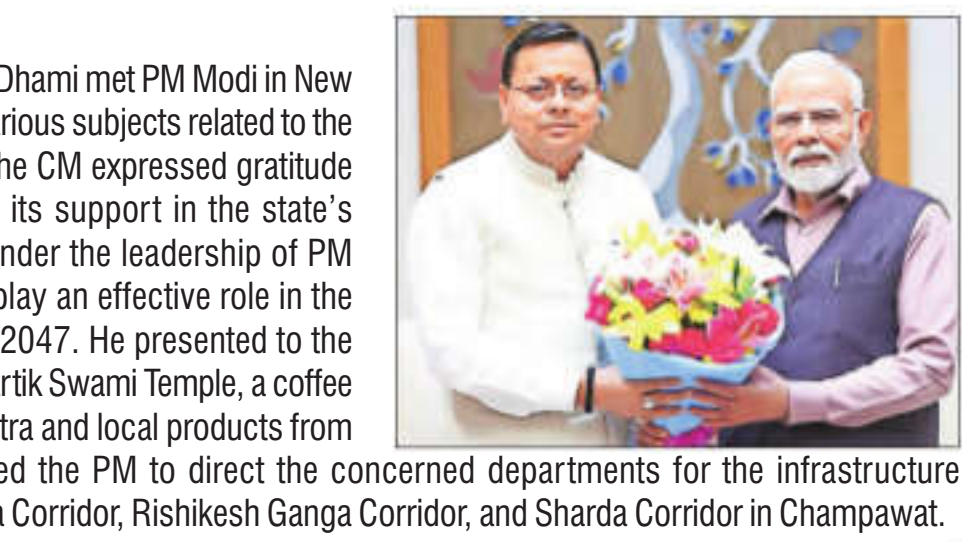 Dhami met PM Modi in New
arious subjects related to the
he CM expressed gratitude
its support in the state's
nder the leadership of PM
play an effective role in the
2047. He presented to the
rtik Swami Temple, a coffee
tra and local products from
ed the PM to direct the concerned departments for the infrastructure
a Corridor, Rishikesh Ganga Corridor, and Sharda Corridor in Champawat.